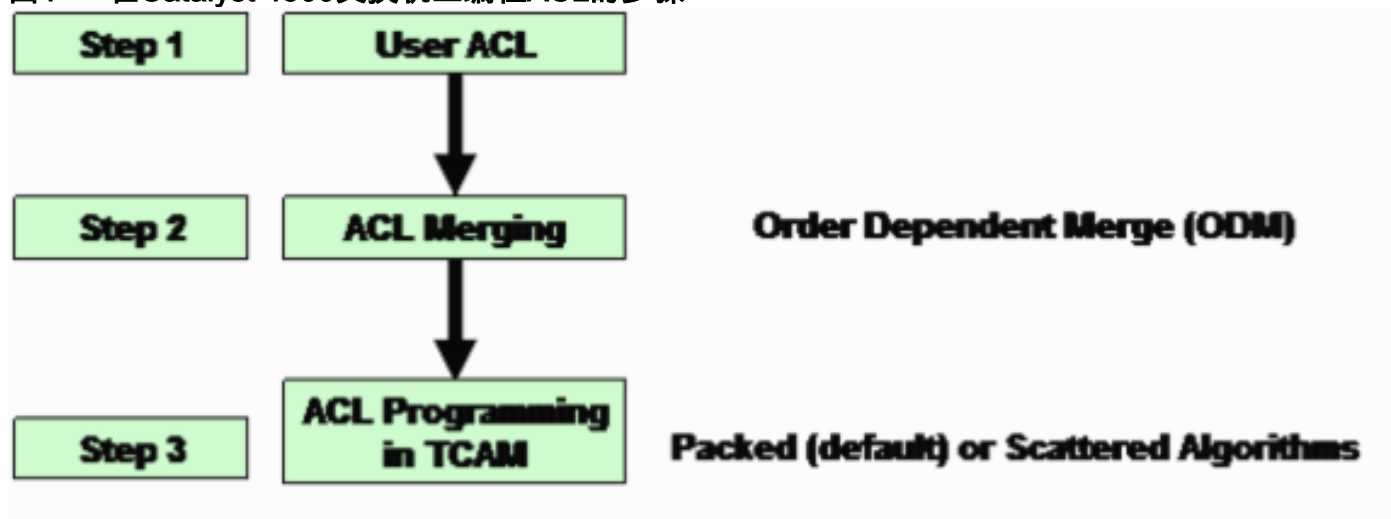 Step 1
User ACL
Step 2
ACL Merging
Order Dependent Merge (ODM)
Step 3
ACL Programming
in TCAM
Packed (default) or Scattered Algorithms